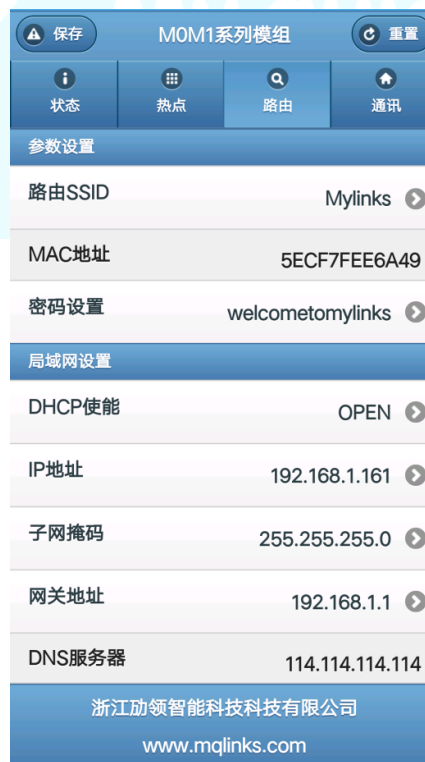 保存 M0M1系列模组 重置
状态 热点 路由 通讯
参数设置
路由SSID Mylinks
MAC地址 5ECF7FEE6A49
密码设置 welcometomylinks
局域网设置
DHCP使能 OPEN
IP地址 192.168.1.161
子网掩码 255.255.255.0
网关地址 192.168.1.1
DNS服务器 114.114.114.114
浙江劢领智能科技科技有限公司
www.mqlinks.com